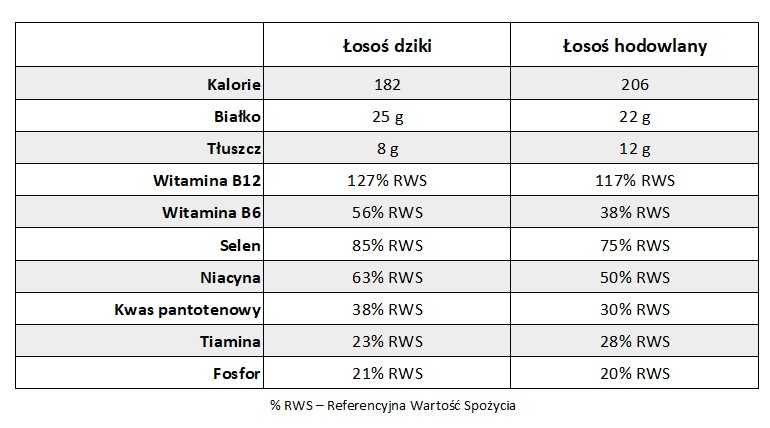 Łosoś dziki Łosoś hodowlany
Kalorie 182 206
Białko 25 g 22 g
Tłuszcz 8 g 12 g
Witamina B12 127% RWS 117% RWS
Witamina B6 56% RWS 38% RWS
Selen 85% RWS 75% RWS
Niacyna 63% RWS 50% RWS
Kwas pantotenowy 38% RWS 30% RWS
Tiamina 23% RWS 28% RWS
Fosfor 21% RWS 20% RWS
% RWS – Referencyjna Wartość Spożycia